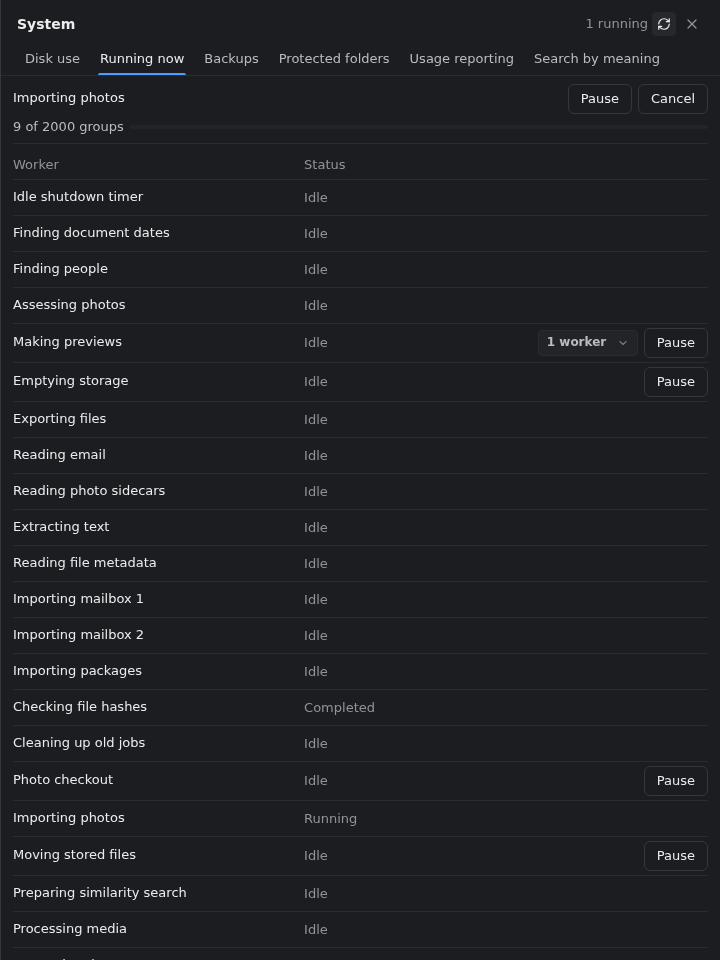 System
1 running
Disk use Running now Backups Protected folders Usage reporting Search by meaning
Importing photos Pause Cancel
9 of 2000 groups
Worker Status
Idle shutdown timer Idle
Finding document dates Idle
Finding people Idle
Assessing photos Idle
Making previews Idle 1 worker Pause
Emptying storage Idle Pause
Exporting files Idle
Reading email Idle
Reading photo sidecars Idle
Extracting text Idle
Reading file metadata Idle
Importing mailbox 1 Idle
Importing mailbox 2 Idle
Importing packages Idle
Checking file hashes Completed
Cleaning up old jobs Idle
Photo checkout Idle Pause
Importing photos Running
Moving stored files Idle Pause
Preparing similarity search Idle
Processing media Idle